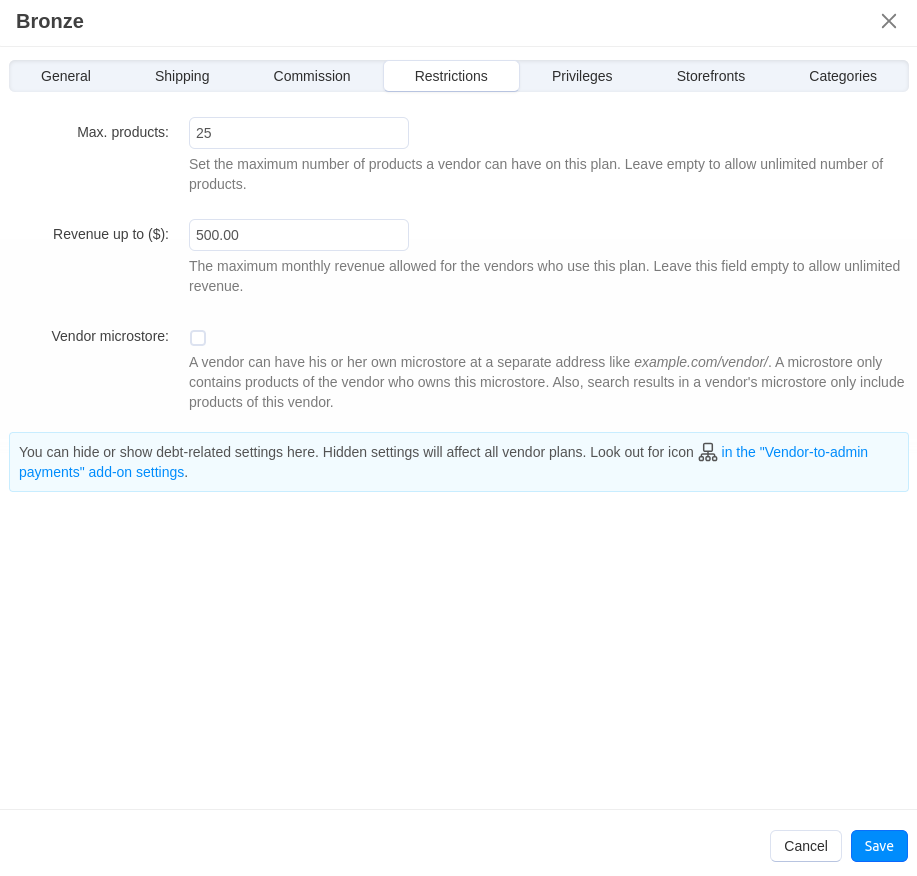 Bronze
General Shipping Commission Restrictions Privileges Storefronts Categories
Max. products: 25
Set the maximum number of products a vendor can have on this plan. Leave empty to allow unlimited number of
products.
Revenue up to ($): 500.00
The maximum monthly revenue allowed for the vendors who use this plan. Leave this field empty to allow unlimited
revenue.
Vendor microstore:
A vendor can have his or her own microstore at a separate address like example.com/vendor/. A microstore only
contains products of the vendor who owns this microstore. Also, search results in a vendor's microstore only include
products of this vendor.
You can hide or show debt-related settings here. Hidden settings will affect all vendor plans. Look out for icon in the "Vendor-to-admin
payments" add-on settings.
Cancel Save